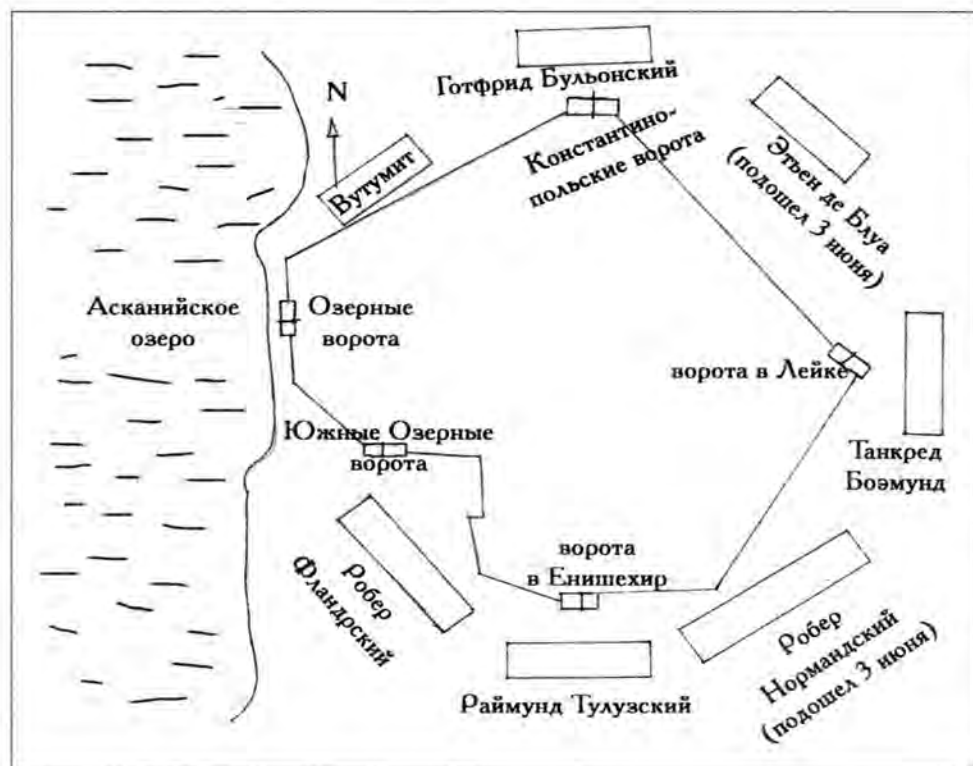 Готфрид Бульонский
N
Константино-
польские ворота
Вутумит
Этьен де Блуа
(подошел 3 июня)
Асканийское
озеро
Озерные
ворота
ворота в Лейке
Южные Озерные
ворота
Танкред
Боэмунд
ворота
в Енишехир
Робер
Фландрский
Робер
Нормандский
(подошел 3 июня)
Раймунд Тулузский